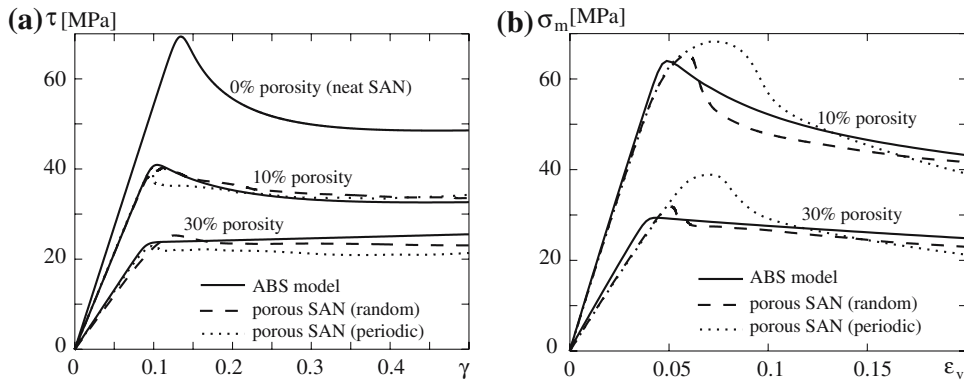 (a) τ [MPa]
60
40
20
0
0 0.1 0.2 0.3 0.4 γ
0% porosity (neat SAN)
10% porosity
30% porosity
ABS model
porous SAN (random)
porous SAN (periodic)
(b) σm [MPa]
60
40
20
0
0 0.05 0.1 0.15 εv
10% porosity
30% porosity
ABS model
porous SAN (random)
porous SAN (periodic)